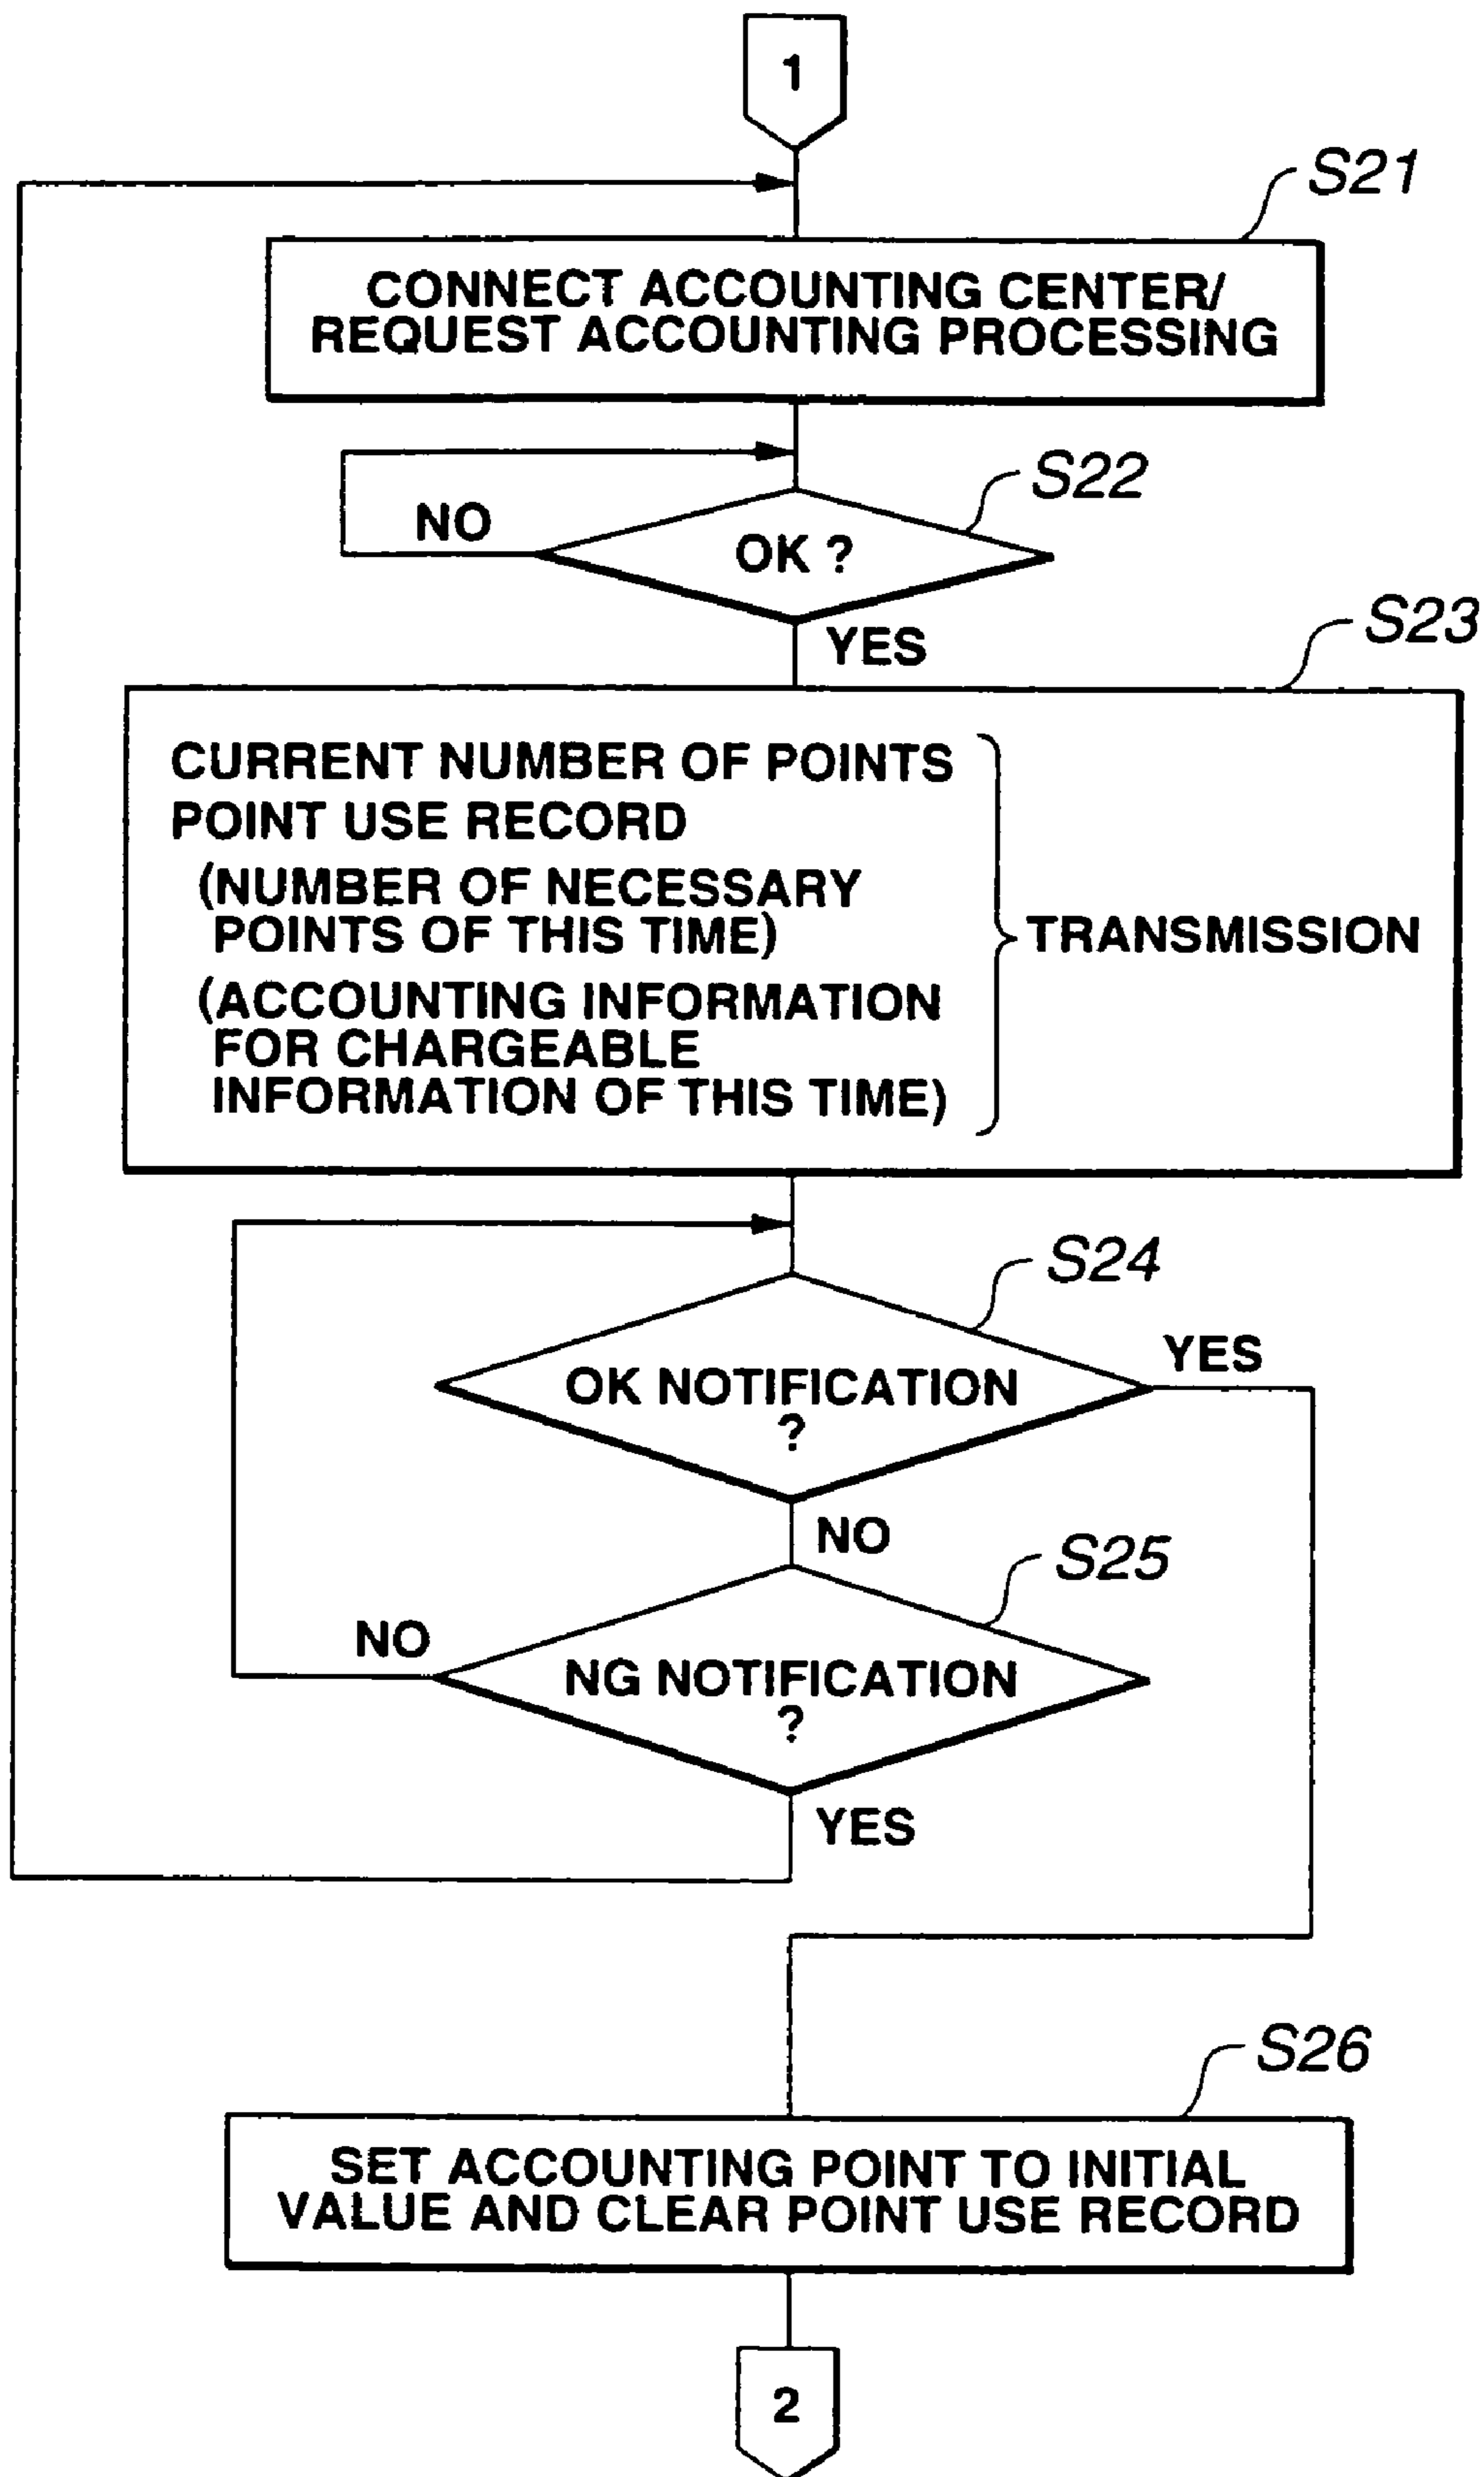 1
S21
CONNECT ACCOUNTING CENTER/
REQUEST ACCOUNTING PROCESSING
S22
NO
OK ?
YES
S23
CURRENT NUMBER OF POINTS
POINT USE RECORD
(NUMBER OF NECESSARY
POINTS OF THIS TIME)
TRANSMISSION
(ACCOUNTING INFORMATION
FOR CHARGEABLE
INFORMATION OF THIS TIME)
S24
YES
OK NOTIFICATION
?
NO
S25
NO
NG NOTIFICATION
?
YES
S26
SET ACCOUNTING POINT TO INITIAL
VALUE AND CLEAR POINT USE RECORD
2